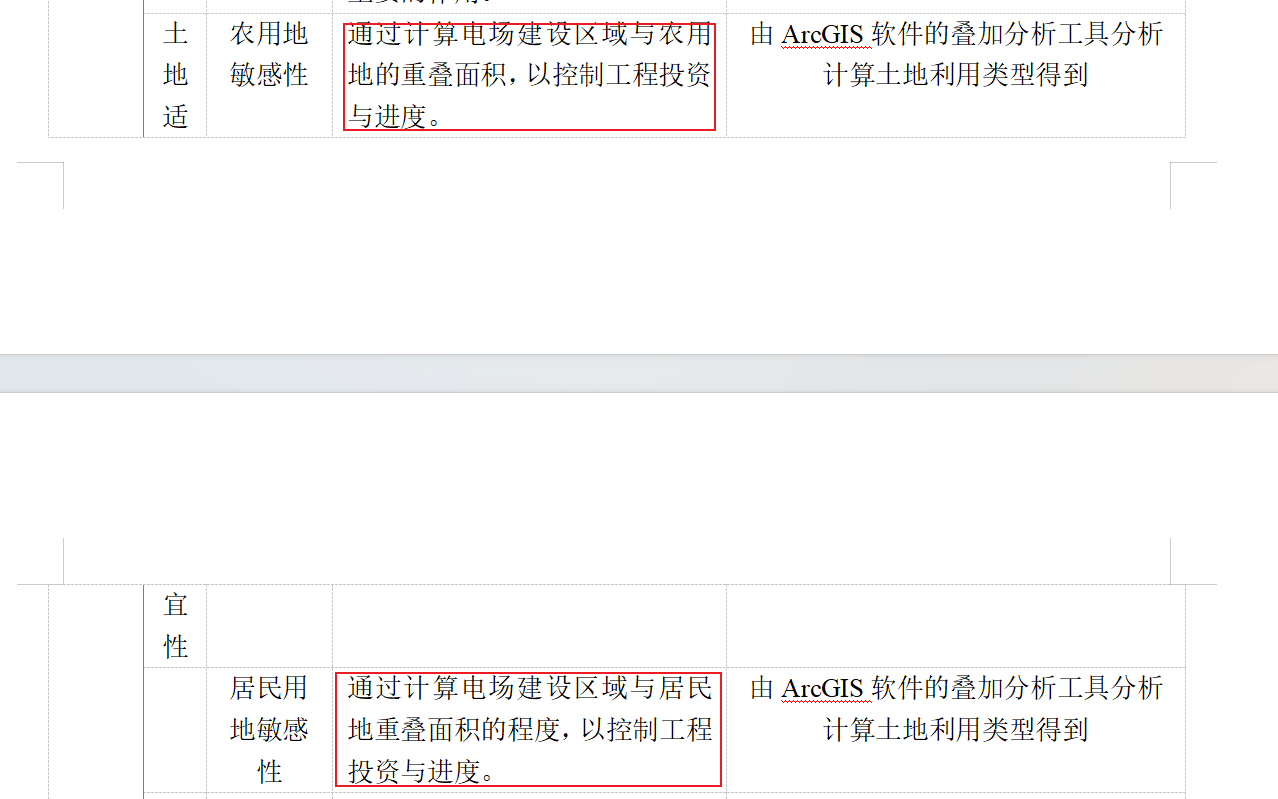 土 农用地 通过计算电场建设区域与农用 由 ArcGIS 软件的叠加分析工具分析
地 敏感性 地的重叠面积，以控制工程投资 计算土地利用类型得到
适 与进度。
宜
性
居民用 通过计算电场建设区域与居民 由 ArcGIS 软件的叠加分析工具分析
地敏感 地重叠面积的程度，以控制工程 计算土地利用类型得到
性 投资与进度。